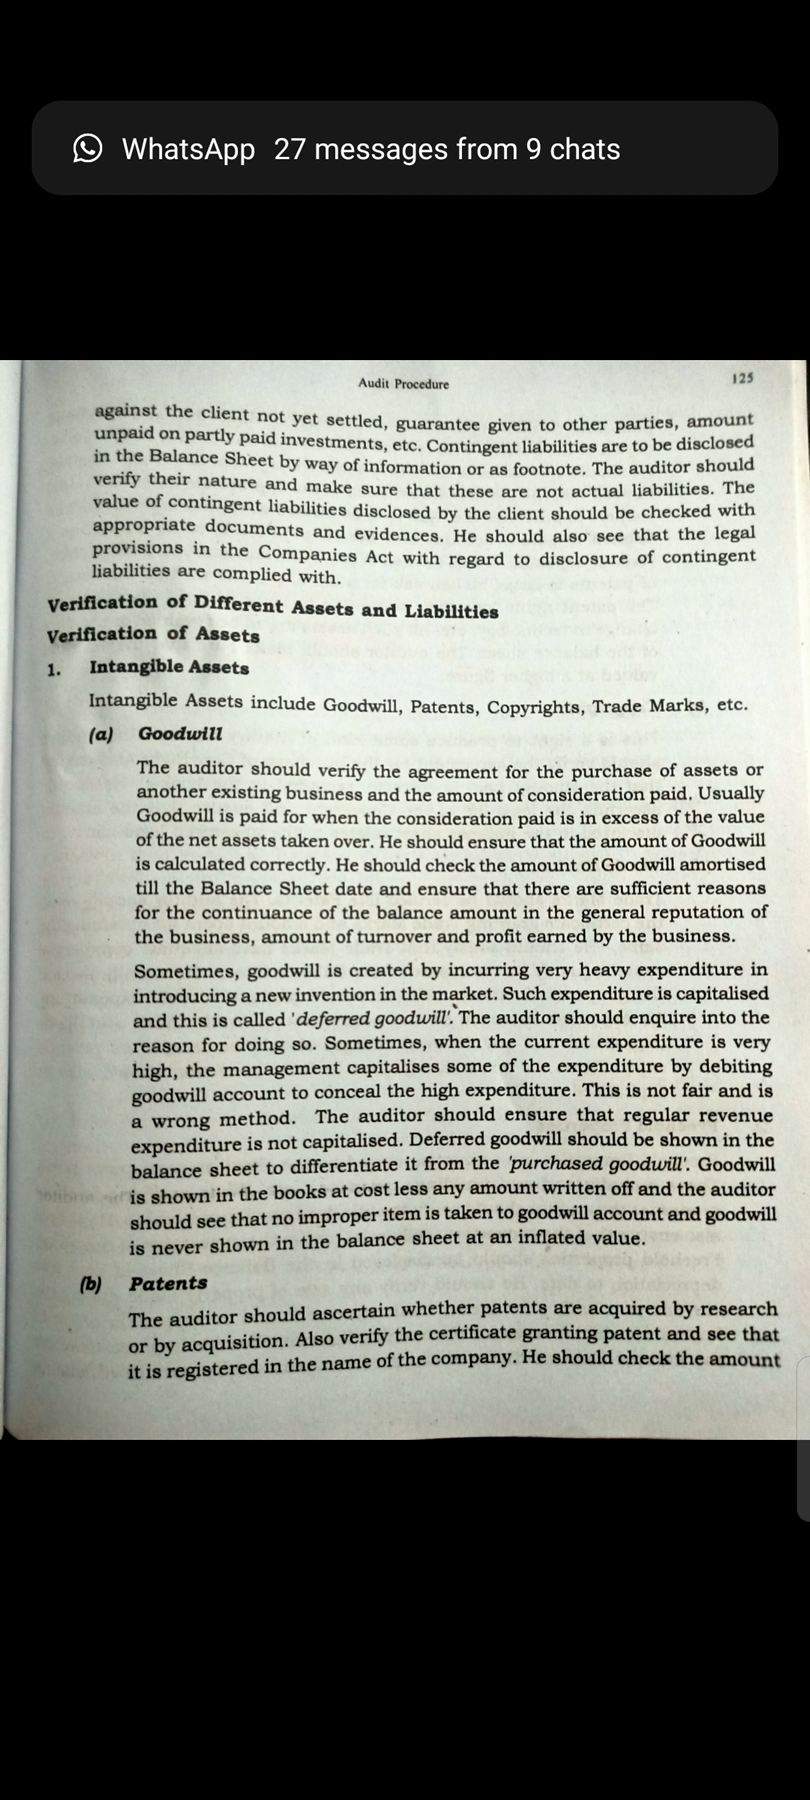 WhatsApp 27 messages from 9 chats
Audit Procedure 125
against the client not yet settled, guarantee given to other parties, amount
unpaid on partly paid investments, etc. Contingent liabilities are to be disclosed
in the Balance Sheet by way of information or as footnote. The auditor should
verify their nature and make sure that these are not actual liabilities. The
value of contingent liabilities disclosed by the client should be checked with
appropriate documents and evidences. He should also see that the legal
provisions in the Companies Act with regard to disclosure of contingent
liabilities are complied with.
Verification of Different Assets and Liabilities
Verification of Assets
1. Intangible Assets
Intangible Assets include Goodwill, Patents, Copyrights, Trade Marks, etc.
(a) Goodwill
The auditor should verify the agreement for the purchase of assets or
another existing business and the amount of consideration paid. Usually
Goodwill is paid for when the consideration paid is in excess of the value
of the net assets taken over. He should ensure that the amount of Goodwill
is calculated correctly. He should check the amount of Goodwill amortised
till the Balance Sheet date and ensure that there are sufficient reasons
for the continuance of the balance amount in the general reputation of
the business, amount of turnover and profit earned by the business.
Sometimes, goodwill is created by incurring very heavy expenditure in
introducing a new invention in the market. Such expenditure is capitalised
and this is called 'deferred goodwill'. The auditor should enquire into the
reason for doing so. Sometimes, when the current expenditure is very
high, the management capitalises some of the expenditure by debiting
goodwill account to conceal the high expenditure. This is not fair and is
a wrong method. The auditor should ensure that regular revenue
expenditure is not capitalised. Deferred goodwill should be shown in the
balance sheet to differentiate it from the 'purchased goodwill'. Goodwill
is shown in the books at cost less any amount written off and the auditor
should see that no improper item is taken to goodwill account and goodwill
is never shown in the balance sheet at an inflated value.
(b) Patents
The auditor should ascertain whether patents are acquired by research
or by acquisition. Also verify the certificate granting patent and see that
it is registered in the name of the company. He should check the amount